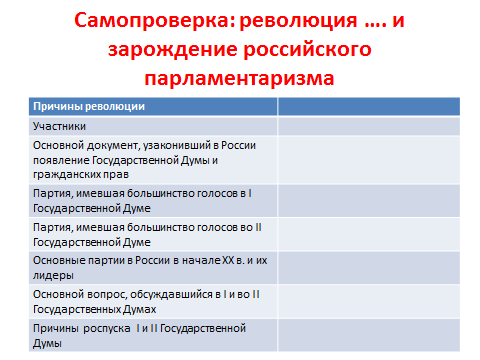 Самопроверка: революция .... и
зарождение российского
парламентаризма
Причины революции
Участники
Основной документ, узаконивший в России
появление Государственной Думы и
гражданских прав
Партия, имевшая большинство голосов в I
Государственной Думе
Партия, имевшая большинство голосов во II
Государственной Думе
Основные партии в России в начале XX в. и их
лидеры
Основной вопрос, обсуждавшийся в I и во II
Государственных Думах
Причины роспуска I и II Государственной
Думы